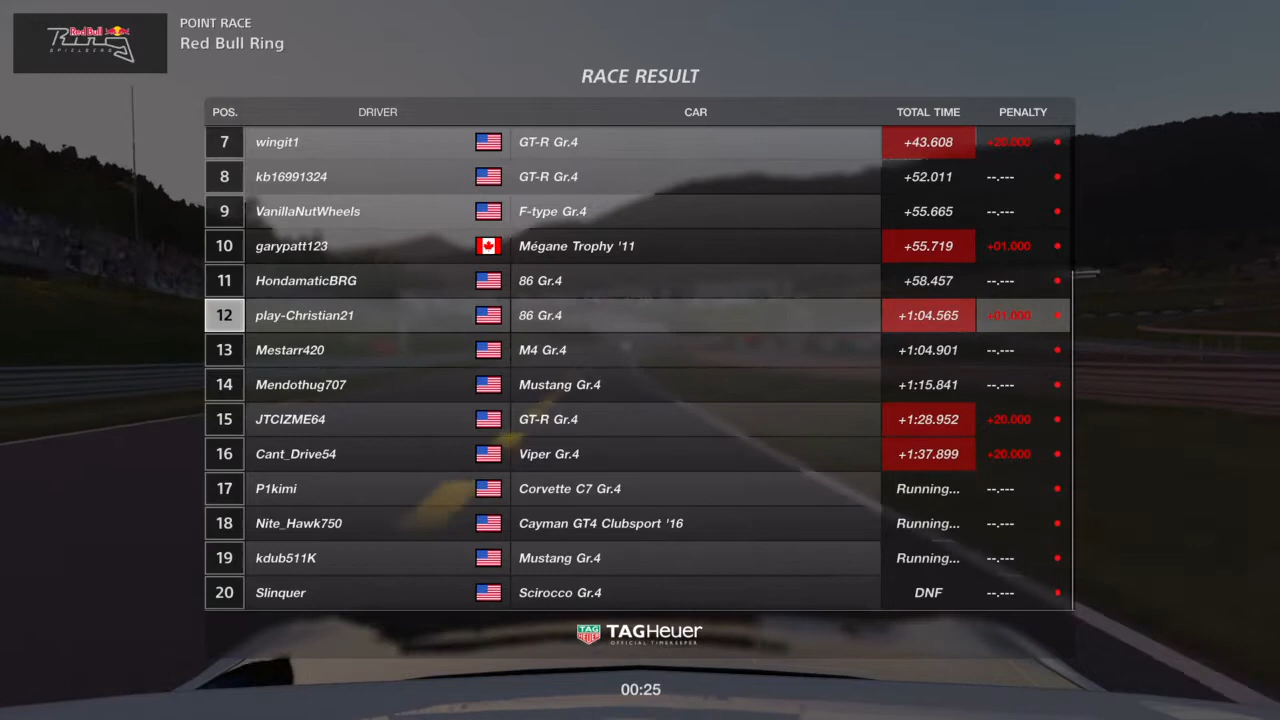 Red Bull
Ring
SPIELBERG
POINT RACE
Red Bull Ring
RACE RESULT
POS. DRIVER CAR TOTAL TIME PENALTY
7 wingit1 GT-R Gr.4 +43.608 +20.000
8 kb16991324 GT-R Gr.4 +52.011 --.---
9 VanillaNutWheels F-type Gr.4 +55.665 --.---
10 garypatt123 Mégane Trophy '11 +55.719 +01.000
11 HondamaticBRG 86 Gr.4 +58.457 --.---
12 play-Christian21 86 Gr.4 +1:04.565 +01.000
13 Mestarr420 M4 Gr.4 +1:04.901 --.---
14 Mendothug707 Mustang Gr.4 +1:15.841 --.---
15 JTCIZME64 GT-R Gr.4 +1:28.952 +20.000
16 Cant_Drive54 Viper Gr.4 +1:37.899 +20.000
17 P1kimi Corvette C7 Gr.4 Running... --.---
18 Nite_Hawk750 Cayman GT4 Clubsport '16 Running... --.---
19 kdub511K Mustang Gr.4 Running... --.---
20 Slinquer Scirocco Gr.4 DNF --.---
TAG HEUER TAGHeuer
OFFICIAL TIMEKEEPER
00:25